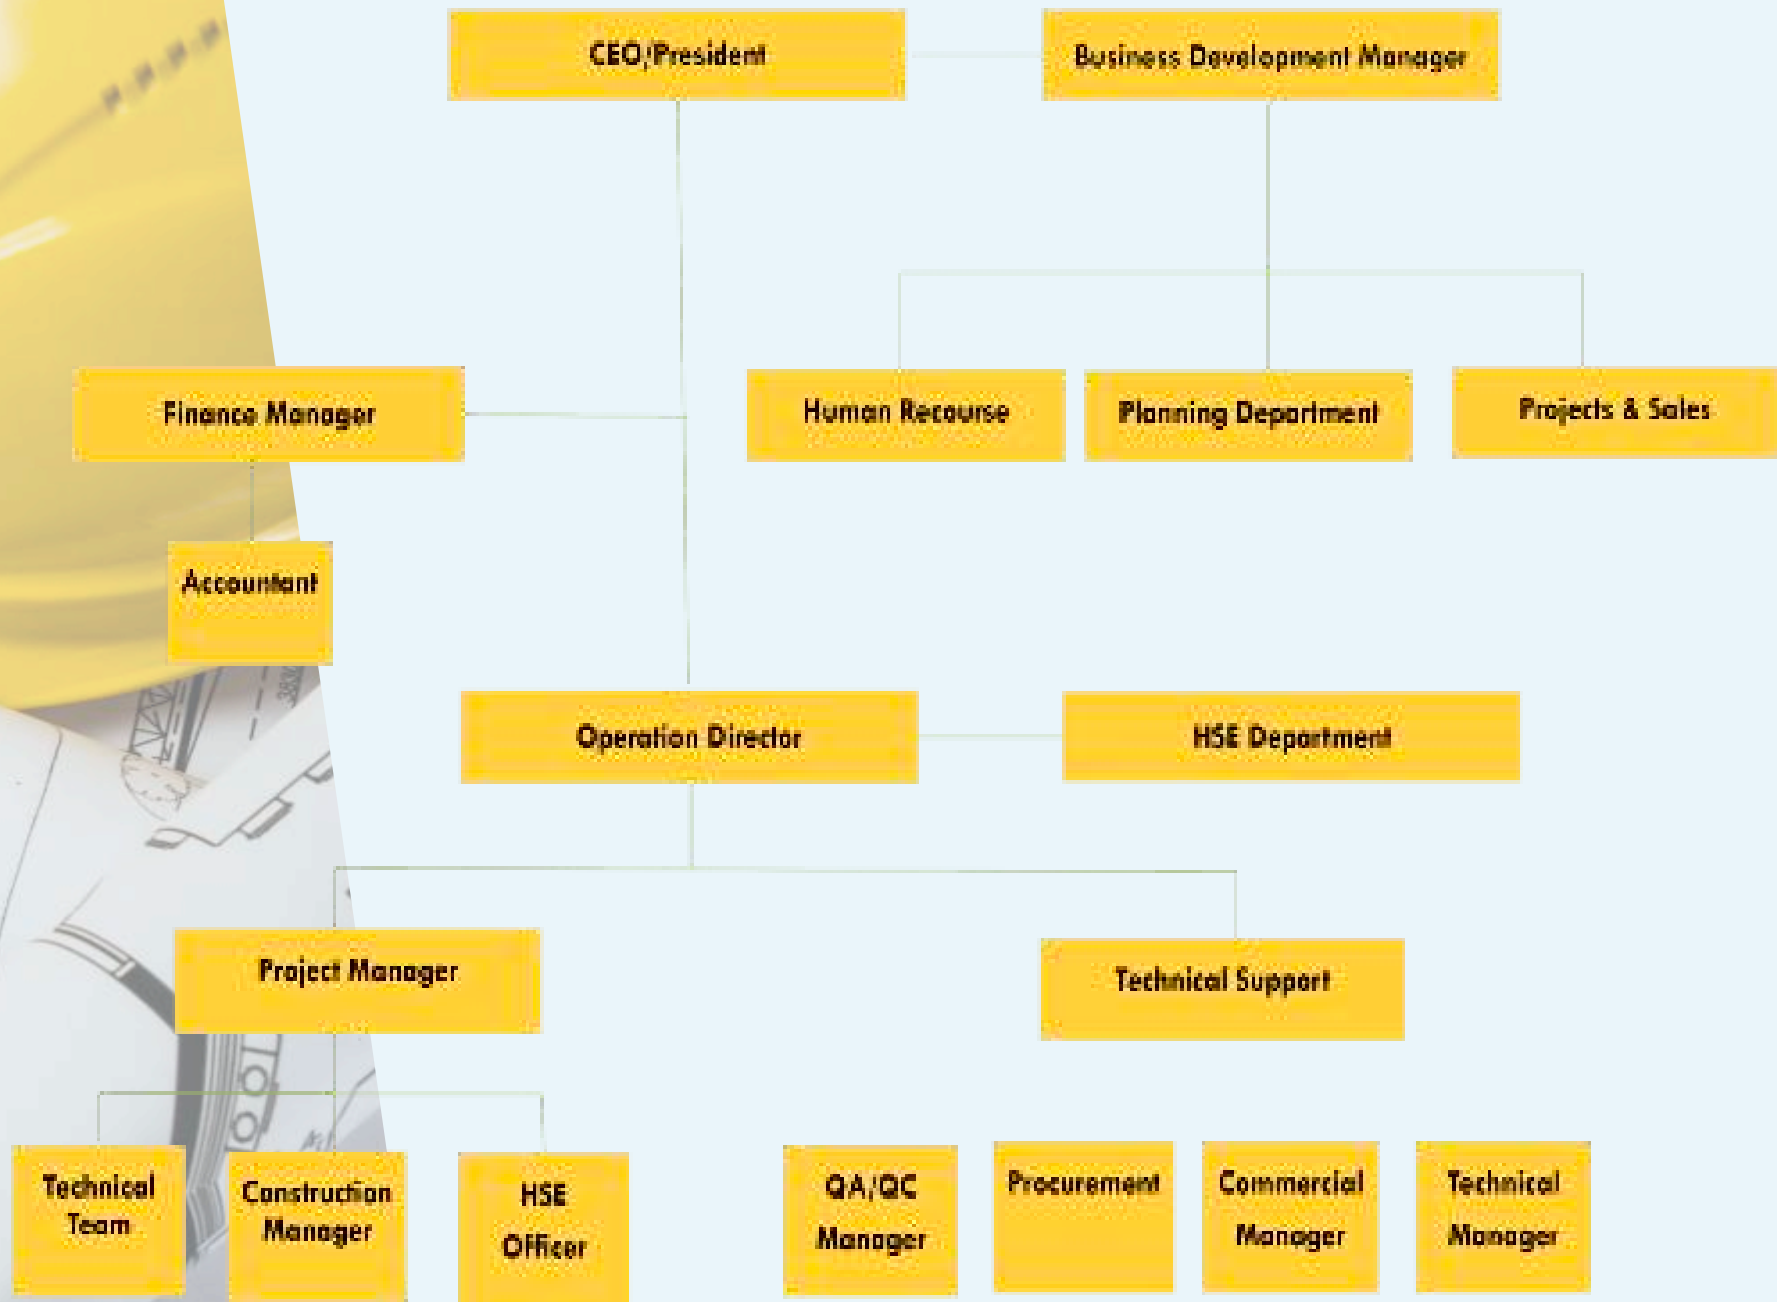 CEO/President
Business Development Manager
Finance Manager
Human Recourse
Planning Department
Projects & Sales
Accountant
Operation Director
HSE Department
Project Manager
Technical Support
Technical
Team
Construction
Manager
HSE
Officer
QA/QC
Manager
Procurement
Commercial
Manager
Technical
Manager